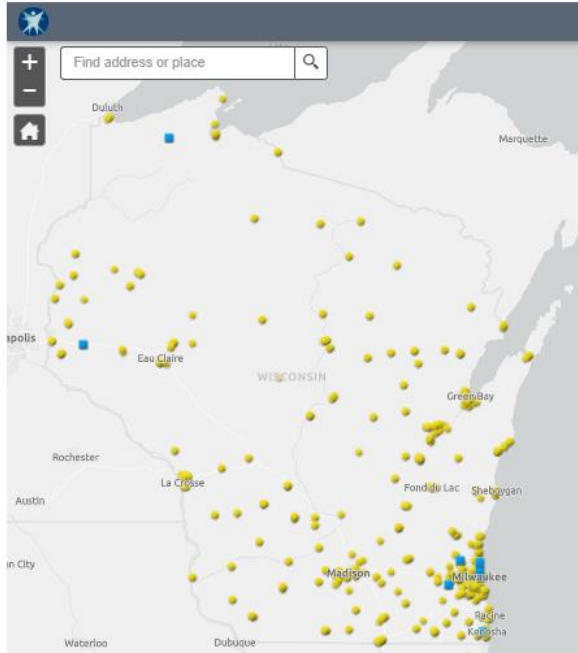 +
Find address or place
−
Duluth
Marquette
apolis
Eau Claire
WISCONSIN
Green Bay
Rochester
La Crosse
Fond du Lac
Sheboygan
Austin
on City
Madison
Milwaukee
Racine
Kenosha
Waterloo
Dubuque